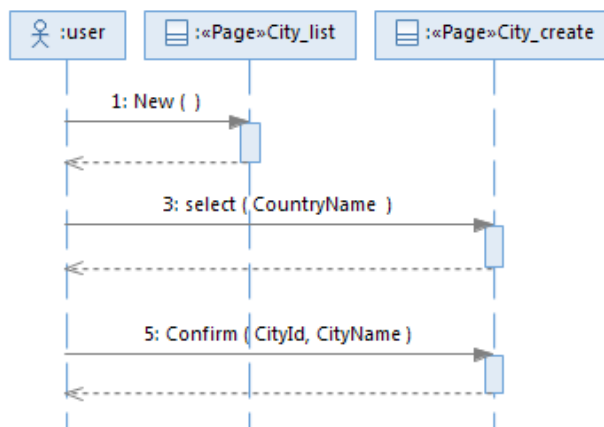 :user
:«Page»City_list
:«Page»City_create
1: New ( )
3: select ( CountryName )
5: Confirm ( CityId, CityName )